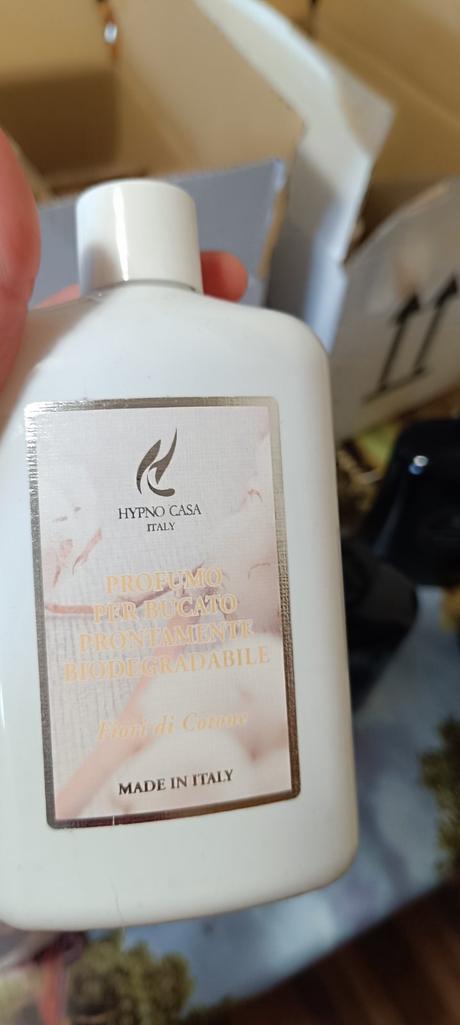 HYPNO CASA
ITALY
PROFUMO
PER BUCATO
PRONTAMENTE
BIODEGRADABILE
Fiori di Cotone
MADE IN ITALY